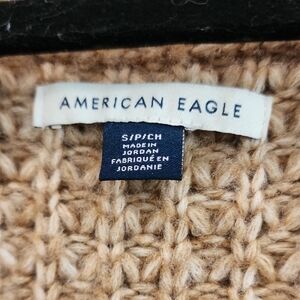 AMERICAN EAGLE
S/P/CH
MADE IN
JORDAN
FABRIQUÉ EN
JORDANIE